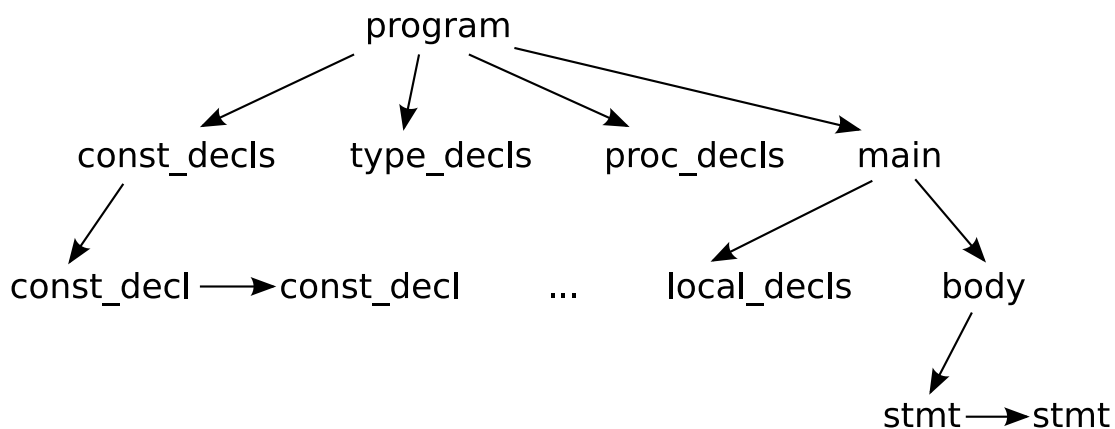 program
const_decls type_decls proc_decls main
const_decl const_decl ... local_decls body
stmt stmt